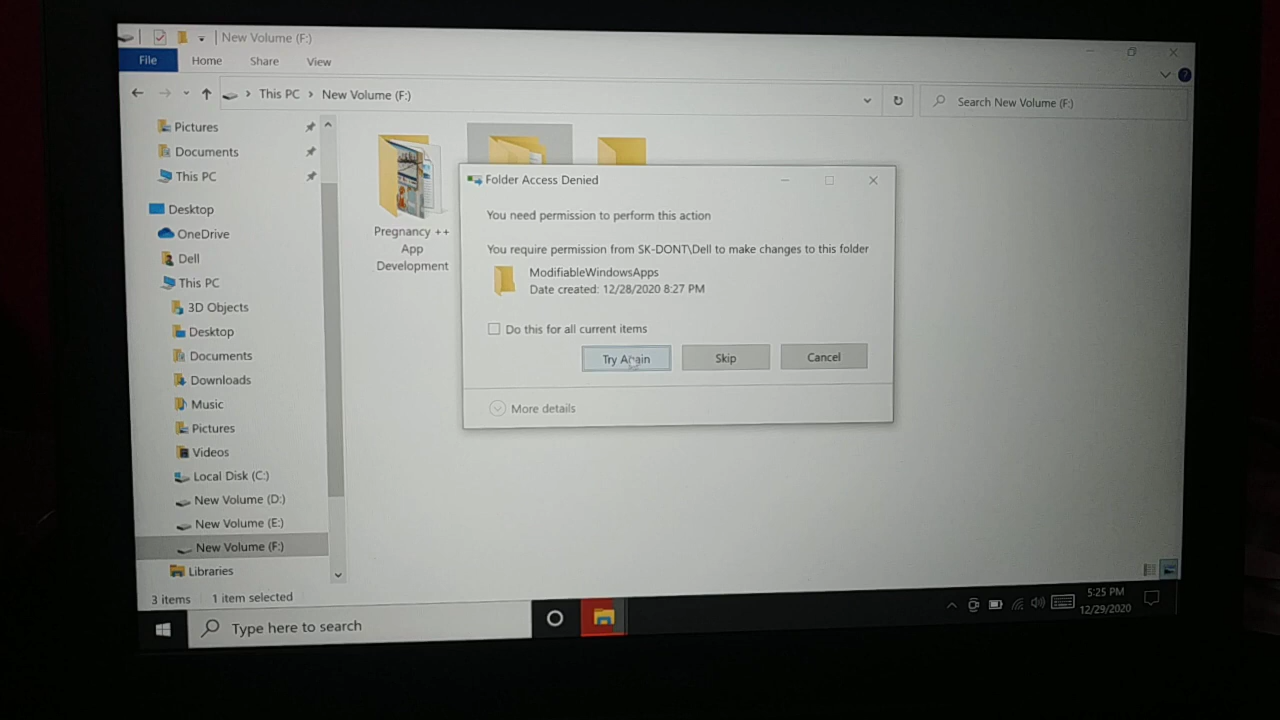 New Volume (F:)
File
Home
Share
View
This PC
New Volume (F:)
Search New Volume (F:)
Pictures
Documents
This PC
Desktop
OneDrive
Dell
This PC
3D Objects
Desktop
Documents
Downloads
Music
Pictures
Videos
Local Disk (C:)
New Volume (D:)
New Volume (E:)
New Volume (F:)
Libraries
Pregnancy ++
App
Development
Folder Access Denied
You need permission to perform this action
You require permission from SK-DONT\Dell to make changes to this folder
ModifiableWindowsApps
Date created: 12/28/2020 8:27 PM
Do this for all current items
Try Again
Skip
Cancel
More details
3 items
1 item selected
Type here to search
5:25 PM
12/29/2020